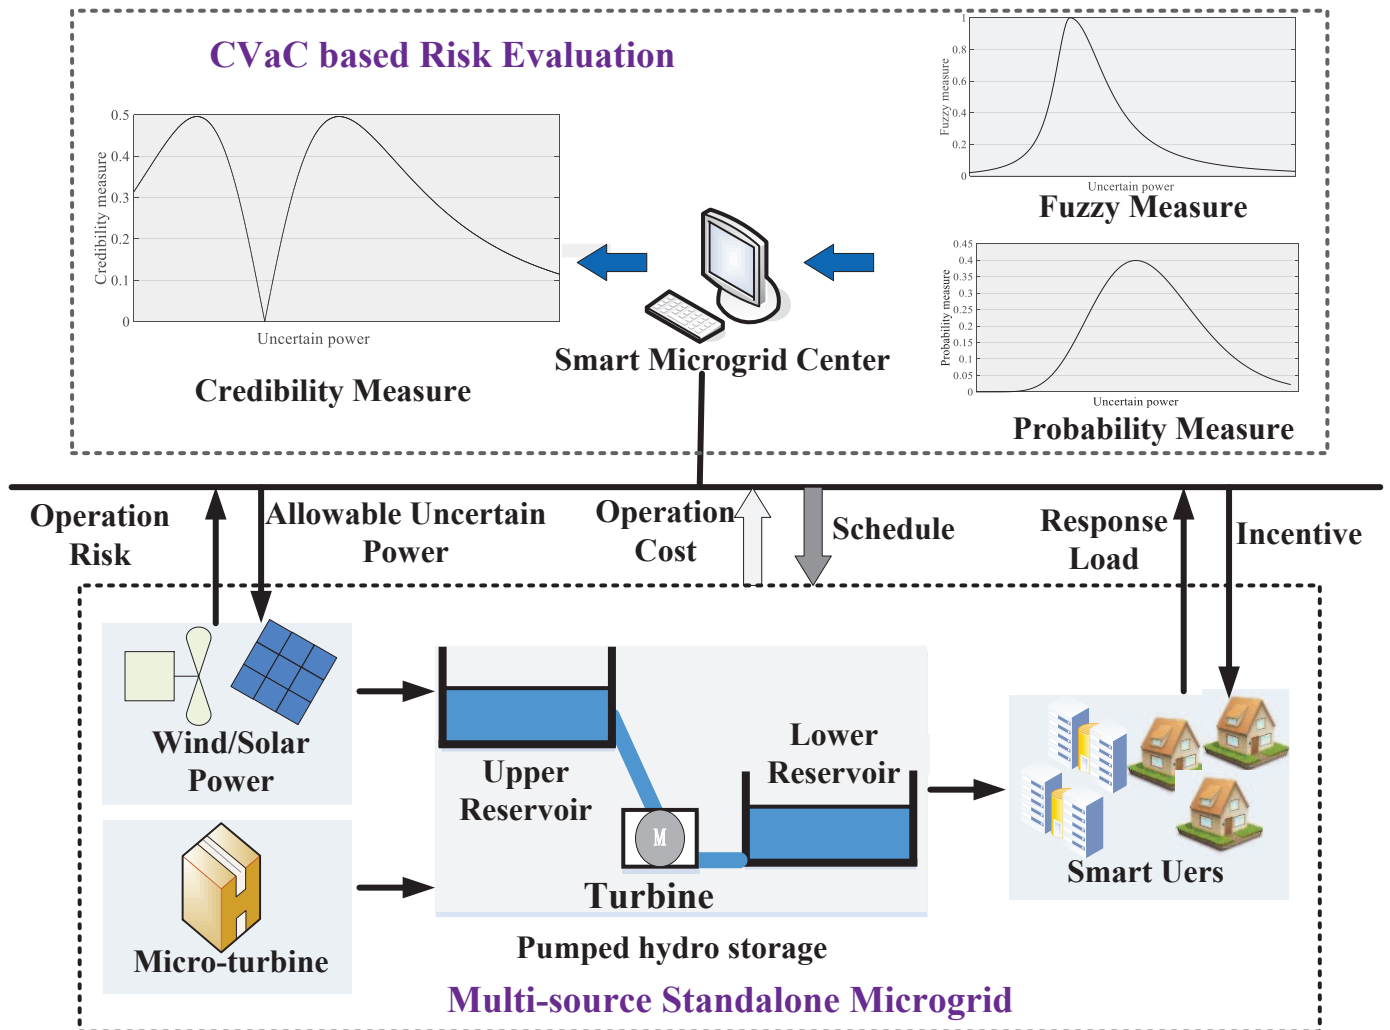 CVaC based Risk Evaluation
Credibility measure
0.5
0.4
0.3
0.2
0.1
0
Uncertain power
Credibility Measure
Smart Microgrid Center
Fuzzy measure
1
0.8
0.6
0.4
0.2
0
Uncertain power
Fuzzy Measure
Probability measure
0.45
0.4
0.35
0.3
0.25
0.2
0.15
0.1
0.05
0
Uncertain power
Probability Measure
Operation
Risk
Allowable Uncertain
Power
Operation
Cost
Schedule
Response
Load
Incentive
Wind/Solar
Power
Micro-turbine
Upper
Reservoir
Lower
Reservoir
M
Turbine
Pumped hydro storage
Smart Uers
Multi-source Standalone Microgrid